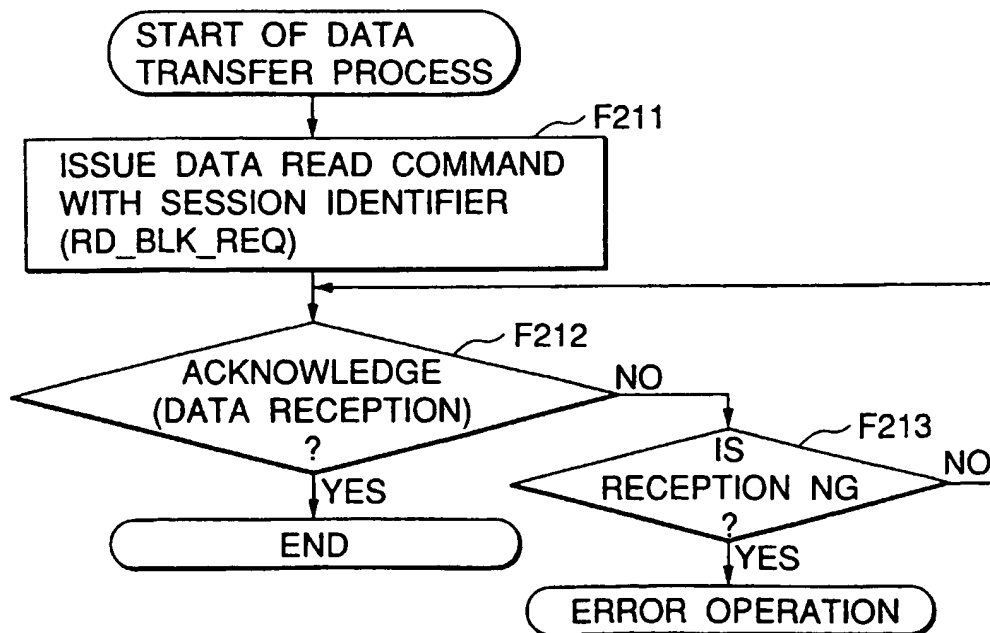 START OF DATA
TRANSFER PROCESS
F211
ISSUE DATA READ COMMAND
WITH SESSION IDENTIFIER
(RD_BLK_REQ)
F212
ACKNOWLEDGE
(DATA RECEPTION)
?
NO
YES
END
F213
IS
RECEPTION NG
?
NO
YES
ERROR OPERATION